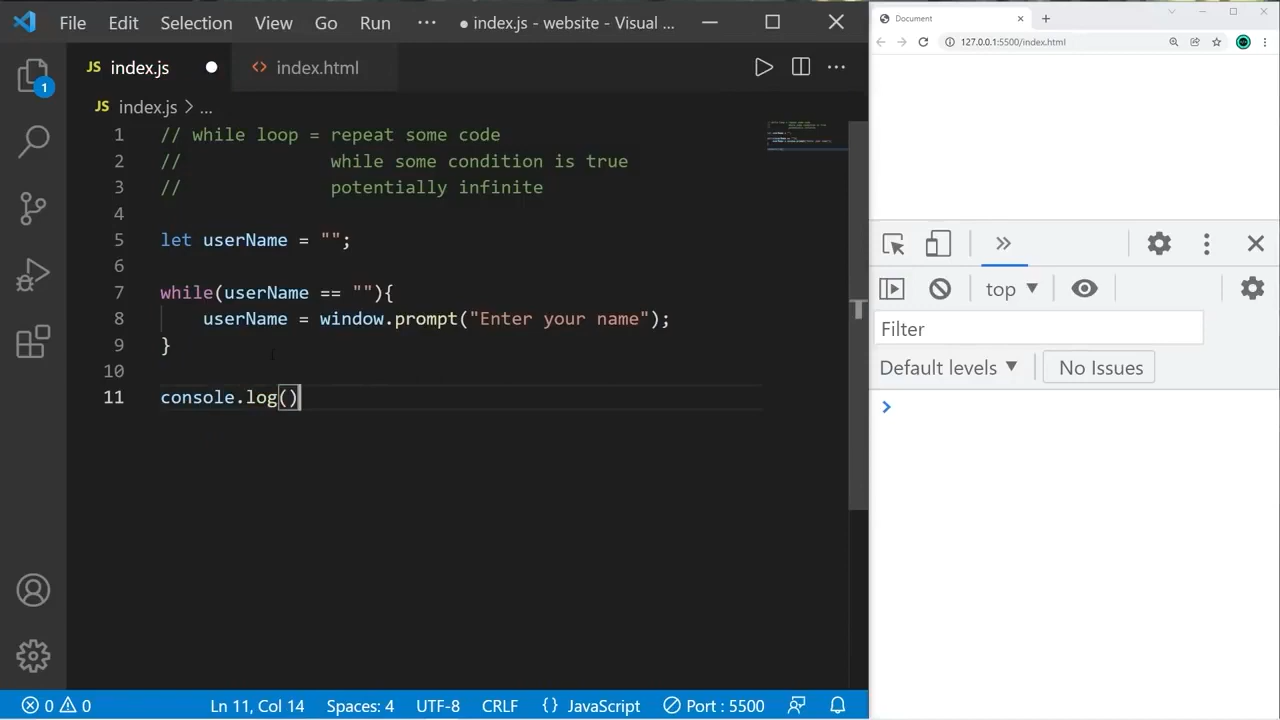 File Edit Selection View Go Run ··· ● index.js - website - Visual ...
JS index.js ● <> index.html
JS index.js > ...
1 // while loop = repeat some code
2 //              while some condition is true
3 //              potentially infinite
4
5 let userName = "";
6
7 while(userName == ""){
8     userName = window.prompt("Enter your name");
9 }
10
11 console.log()
1
0 0 Ln 11, Col 14 Spaces: 4 UTF-8 CRLF {} JavaScript Port : 5500
Document
127.0.0.1:5500/index.html
top
Filter
Default levels No Issues